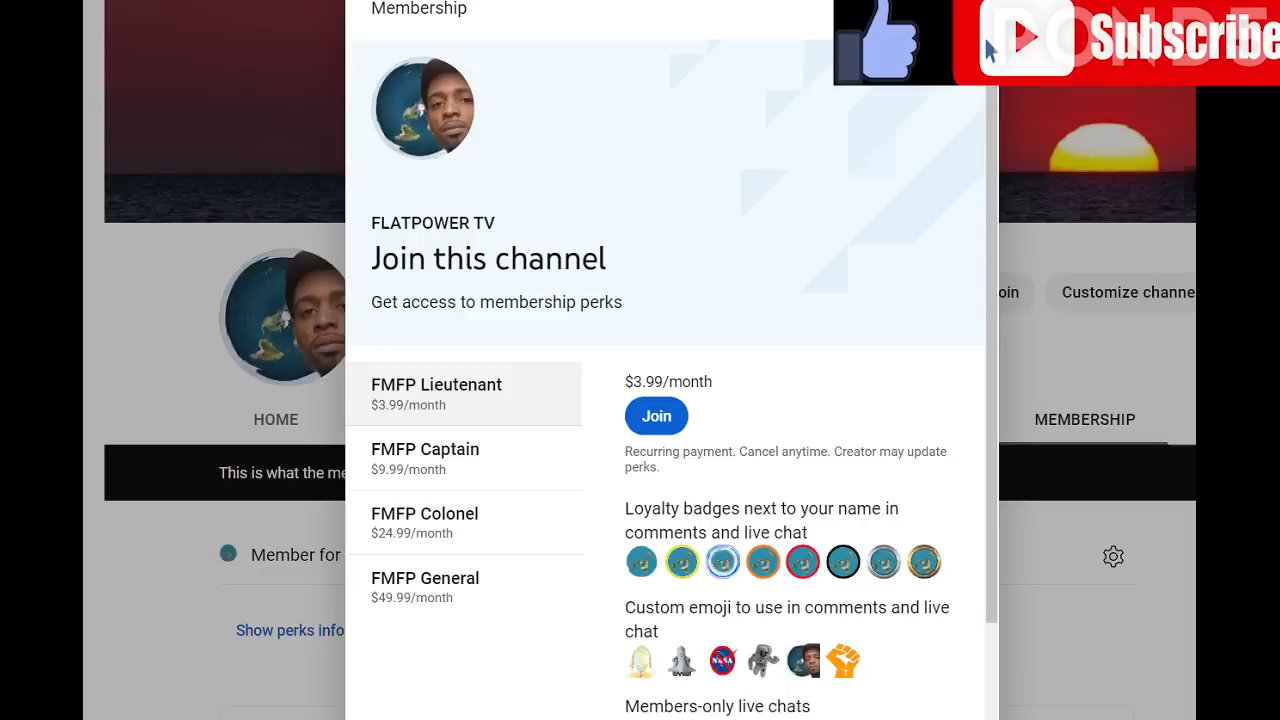 Membership
Subscribe
POND5
FLATPOWER TV
Join this channel
Get access to membership perks
oin
Customize channe
HOME
MEMBERSHIP
This is what the me
Member for
Show perks info
FMFP Lieutenant
$3.99/month
FMFP Captain
$9.99/month
FMFP Colonel
$24.99/month
FMFP General
$49.99/month
$3.99/month
Join
Recurring payment. Cancel anytime. Creator may update
perks.
Loyalty badges next to your name in
comments and live chat
Custom emoji to use in comments and live
chat
NASA
Members-only live chats